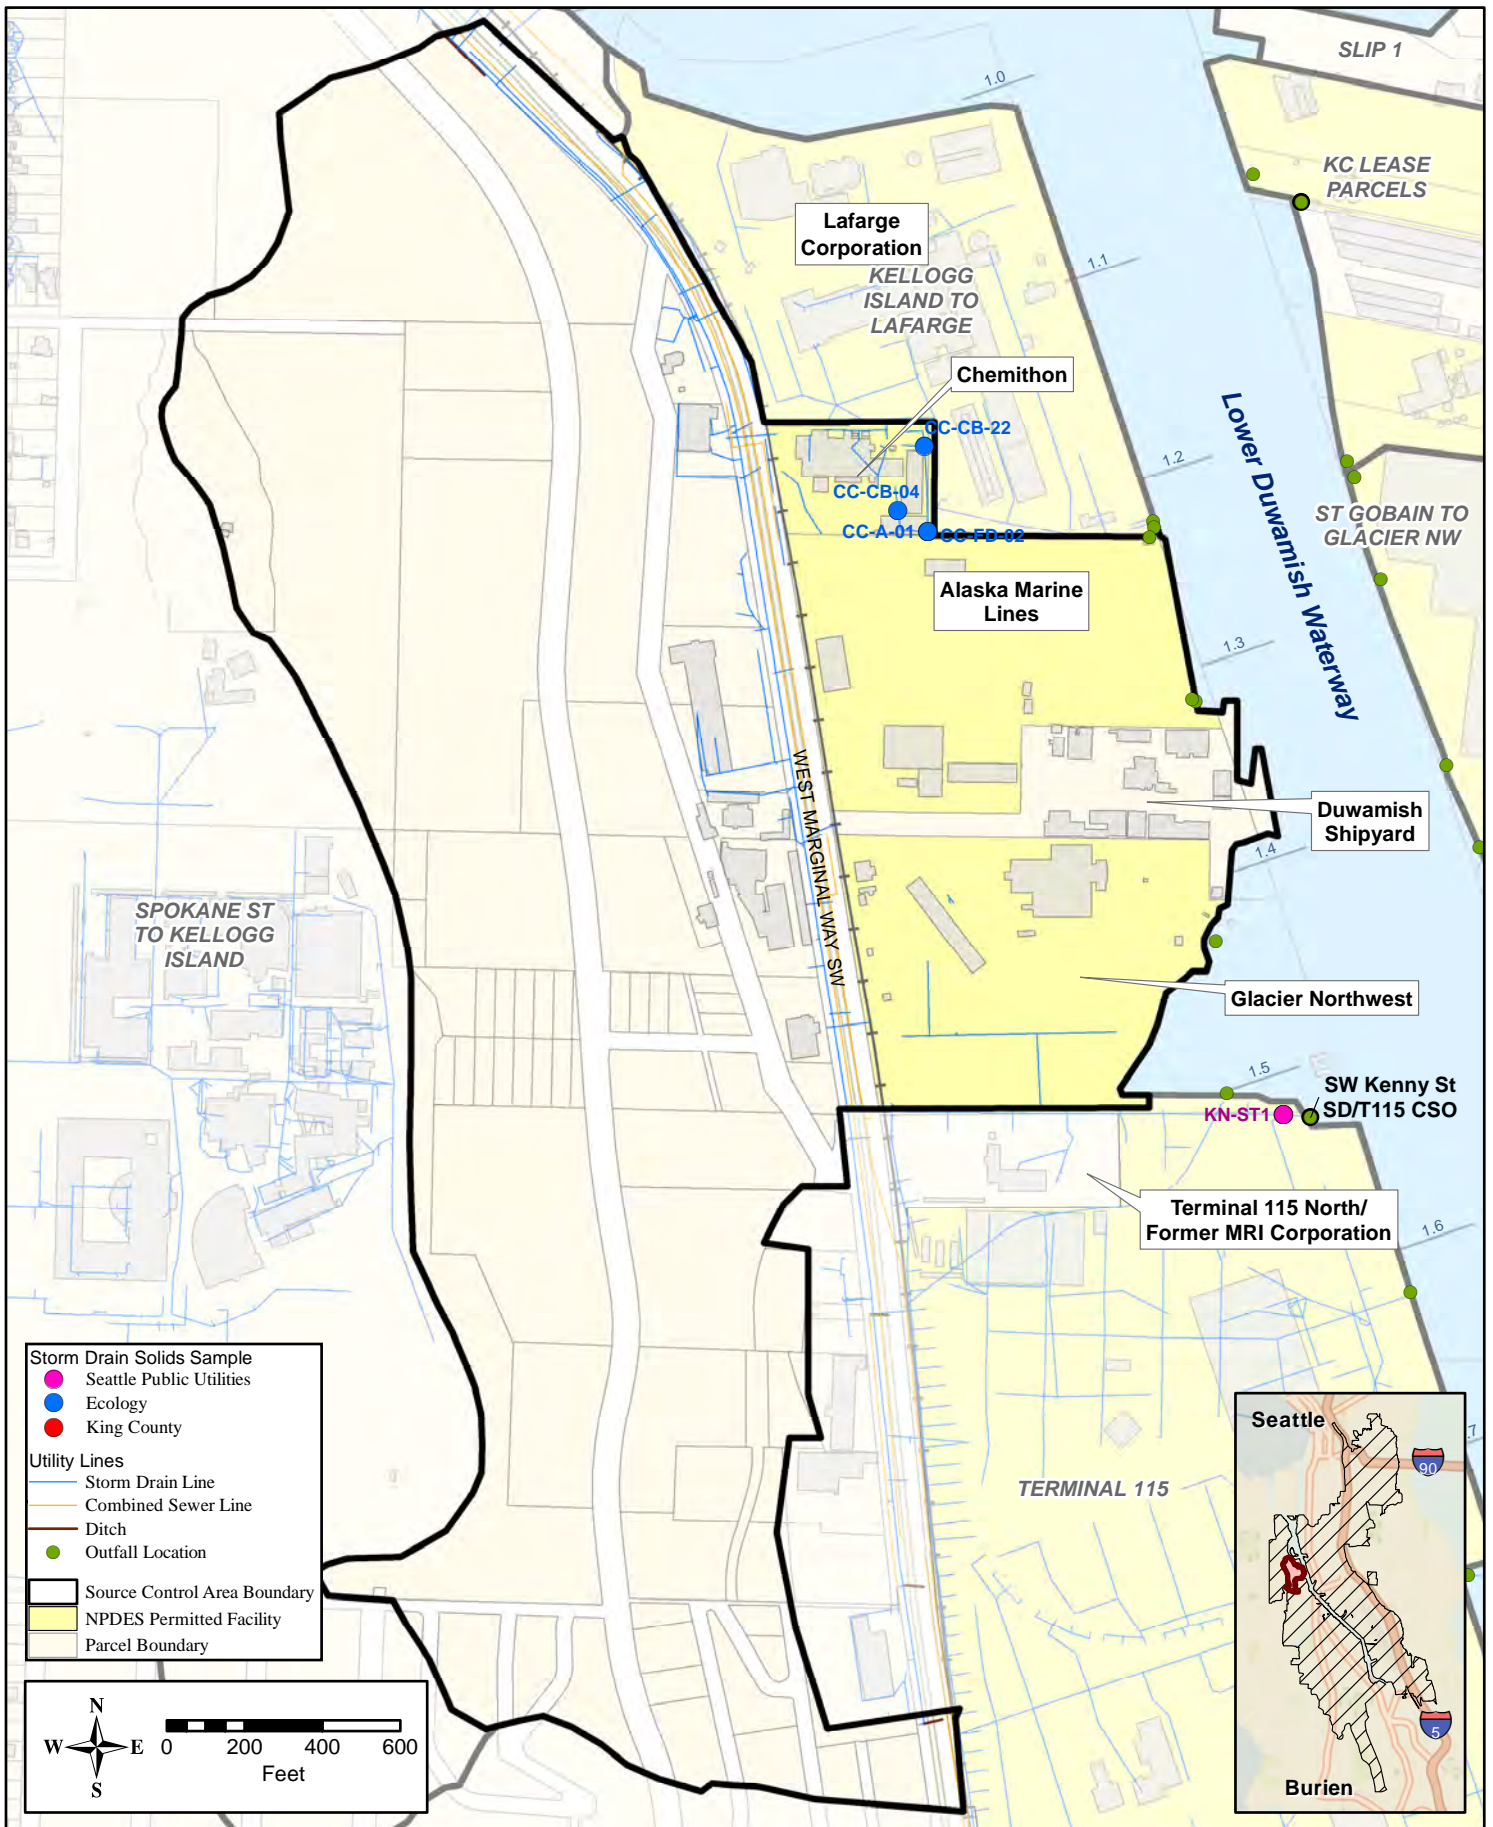 SLIP 1
1.0
KC LEASE
PARCELS
Lafarge
Corporation
KELLOGG
ISLAND TO
LAFARGE
1.1
Chemithon
CC-CB-22
Lower Duwamish Waterway
1.2
CC-CB-04
CC-A-01
CC-FD-02
ST GOBAIN TO
GLACIER NW
Alaska Marine
Lines
1.3
WEST MARGINAL WAY SW
Duwamish
Shipyard
1.4
SPOKANE ST
TO KELLOGG
ISLAND
Glacier Northwest
1.5
SW Kenny St
SD/T115 CSO
KN-ST1
Terminal 115 North/
Former MRI Corporation
1.6
TERMINAL 115
.7
Storm Drain Solids Sample
Seattle Public Utilities
Ecology
King County
Utility Lines
Storm Drain Line
Combined Sewer Line
Ditch
Outfall Location
Source Control Area Boundary
NPDES Permitted Facility
Parcel Boundary
N
W E
S
0 200 400 600
Feet
Seattle
90
5
Burien